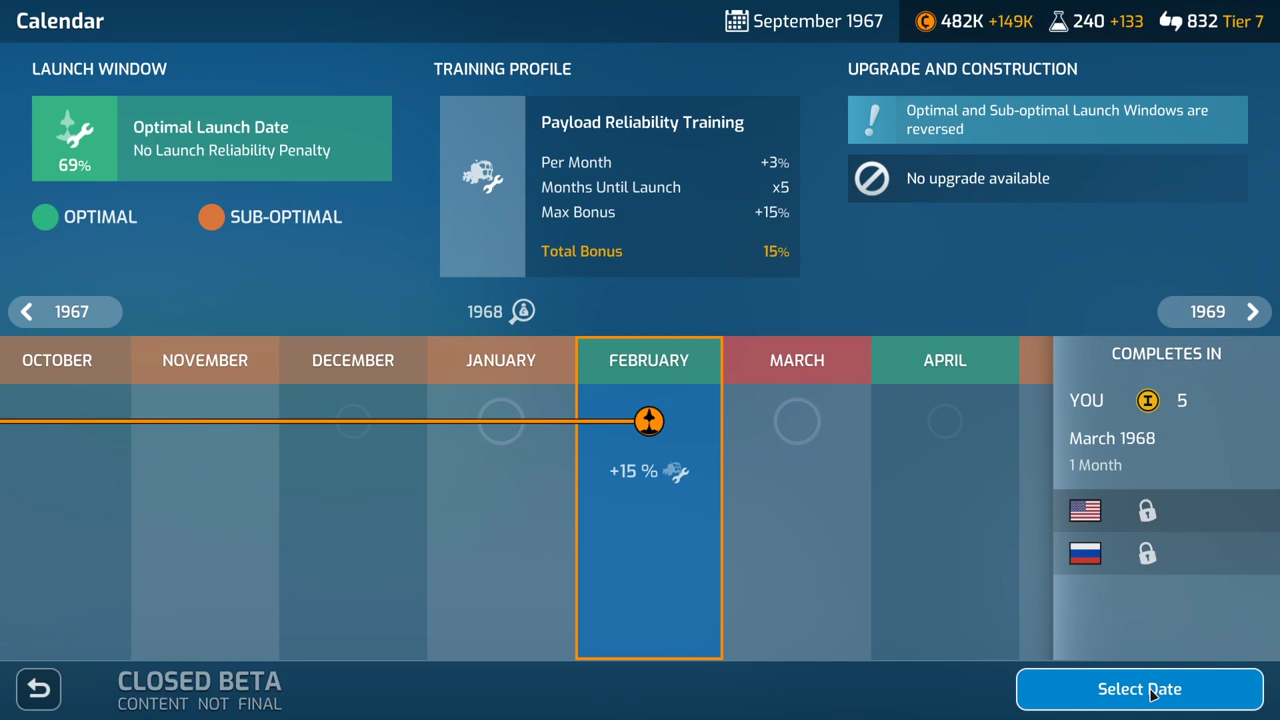 Calendar
September 1967
C 482K +149K
240 +133
832 Tier 7
LAUNCH WINDOW
69%
Optimal Launch Date
No Launch Reliability Penalty
OPTIMAL
SUB-OPTIMAL
TRAINING PROFILE
Payload Reliability Training
Per Month +3%
Months Until Launch x5
Max Bonus +15%
Total Bonus 15%
UPGRADE AND CONSTRUCTION
Optimal and Sub-optimal Launch Windows are
reversed
No upgrade available
1967
1968
1969
OCTOBER NOVEMBER DECEMBER JANUARY FEBRUARY MARCH APRIL
+15 %
COMPLETES IN
YOU I 5
March 1968
1 Month
CLOSED BETA
CONTENT NOT FINAL
Select Date